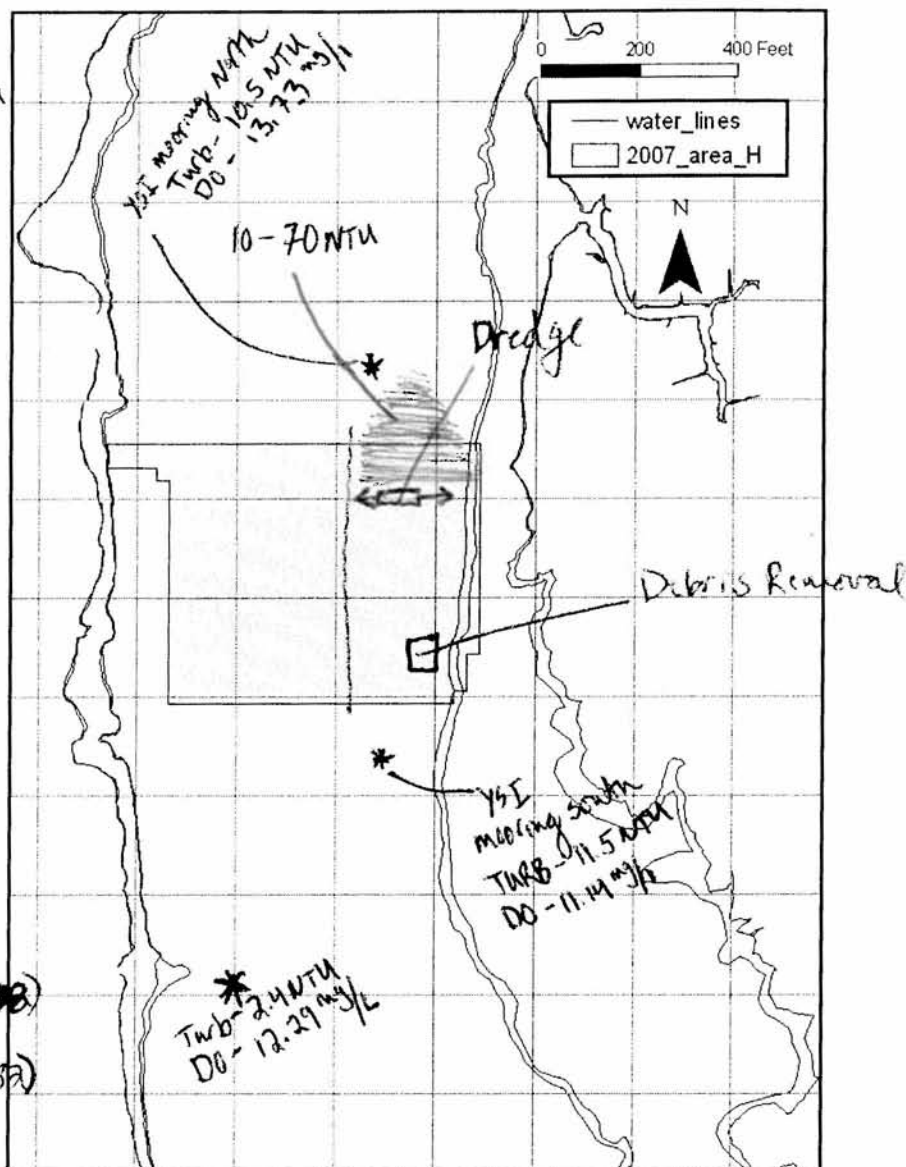 0 200 400 Feet
water_lines
2007_area_H
N
YSI mooring North
Turb - 10.5 NTU
DO - 13.73 mg/l
10-70 NTU
Dredge
Debris Removal
YSI
mooring south
TURB - 11.5 NTU
DO - 11.14 mg/l
Turb - 2.4 NTU
DO - 12.29 mg/L